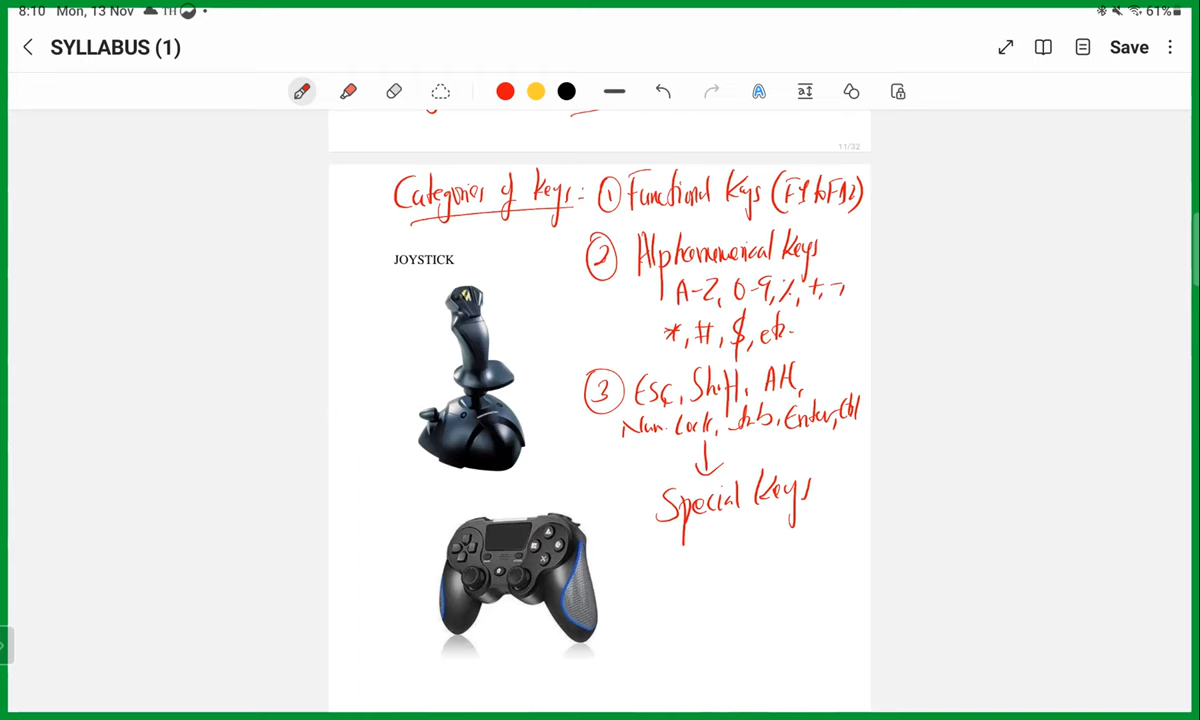 8:10 Mon, 13 Nov TH
61%
SYLLABUS (1)
Save
11/32
Categories of Keys: ① Functional Keys (F1 to F12)
② Alphanumerical Keys
A-Z, 0-9, %, +, -,
*, #, $, etc.
JOYSTICK
③ Esc, Shift, Alt,
Num. Lock, tab, Enter, Ctrl
↓
Special Keys